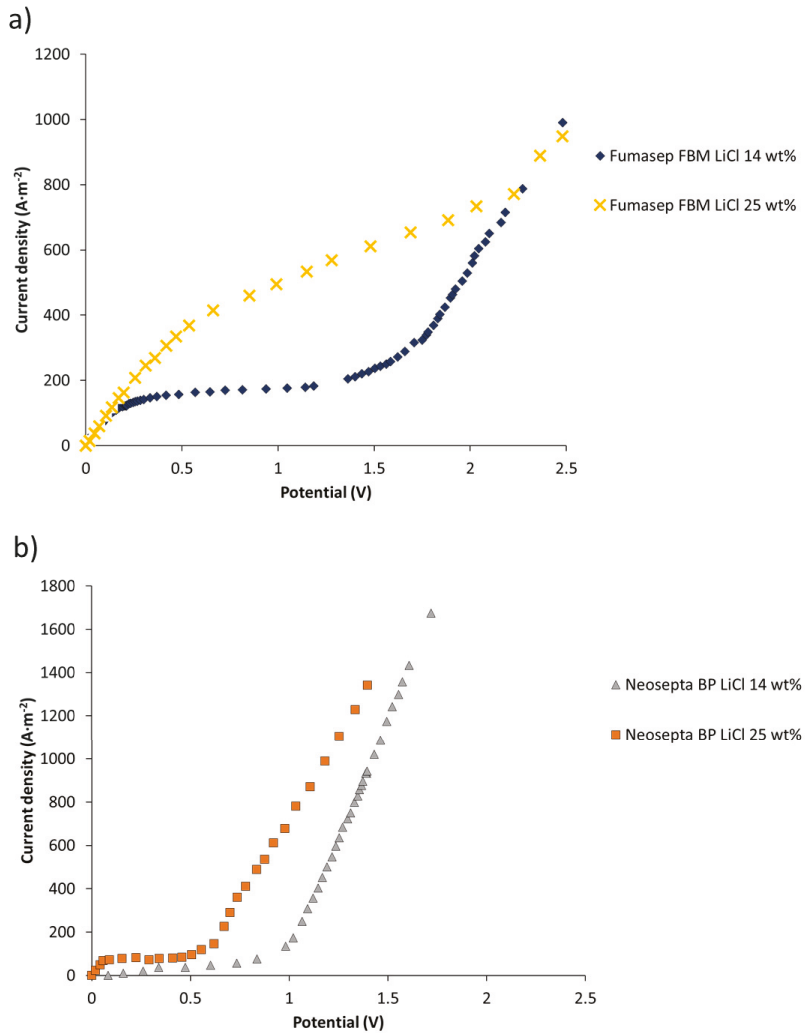 a)
1200
1000
800
600
400
200
0
Current density (A·m-2)
0 0.5 1 1.5 2 2.5
Potential (V)
Fumasep FBM LiCl 14 wt%
Fumasep FBM LiCl 25 wt%
b)
1800
1600
1400
1200
1000
800
600
400
200
0
Current density (A·m-2)
0 0.5 1 1.5 2 2.5
Potential (V)
Neosepta BP LiCl 14 wt%
Neosepta BP LiCl 25 wt%